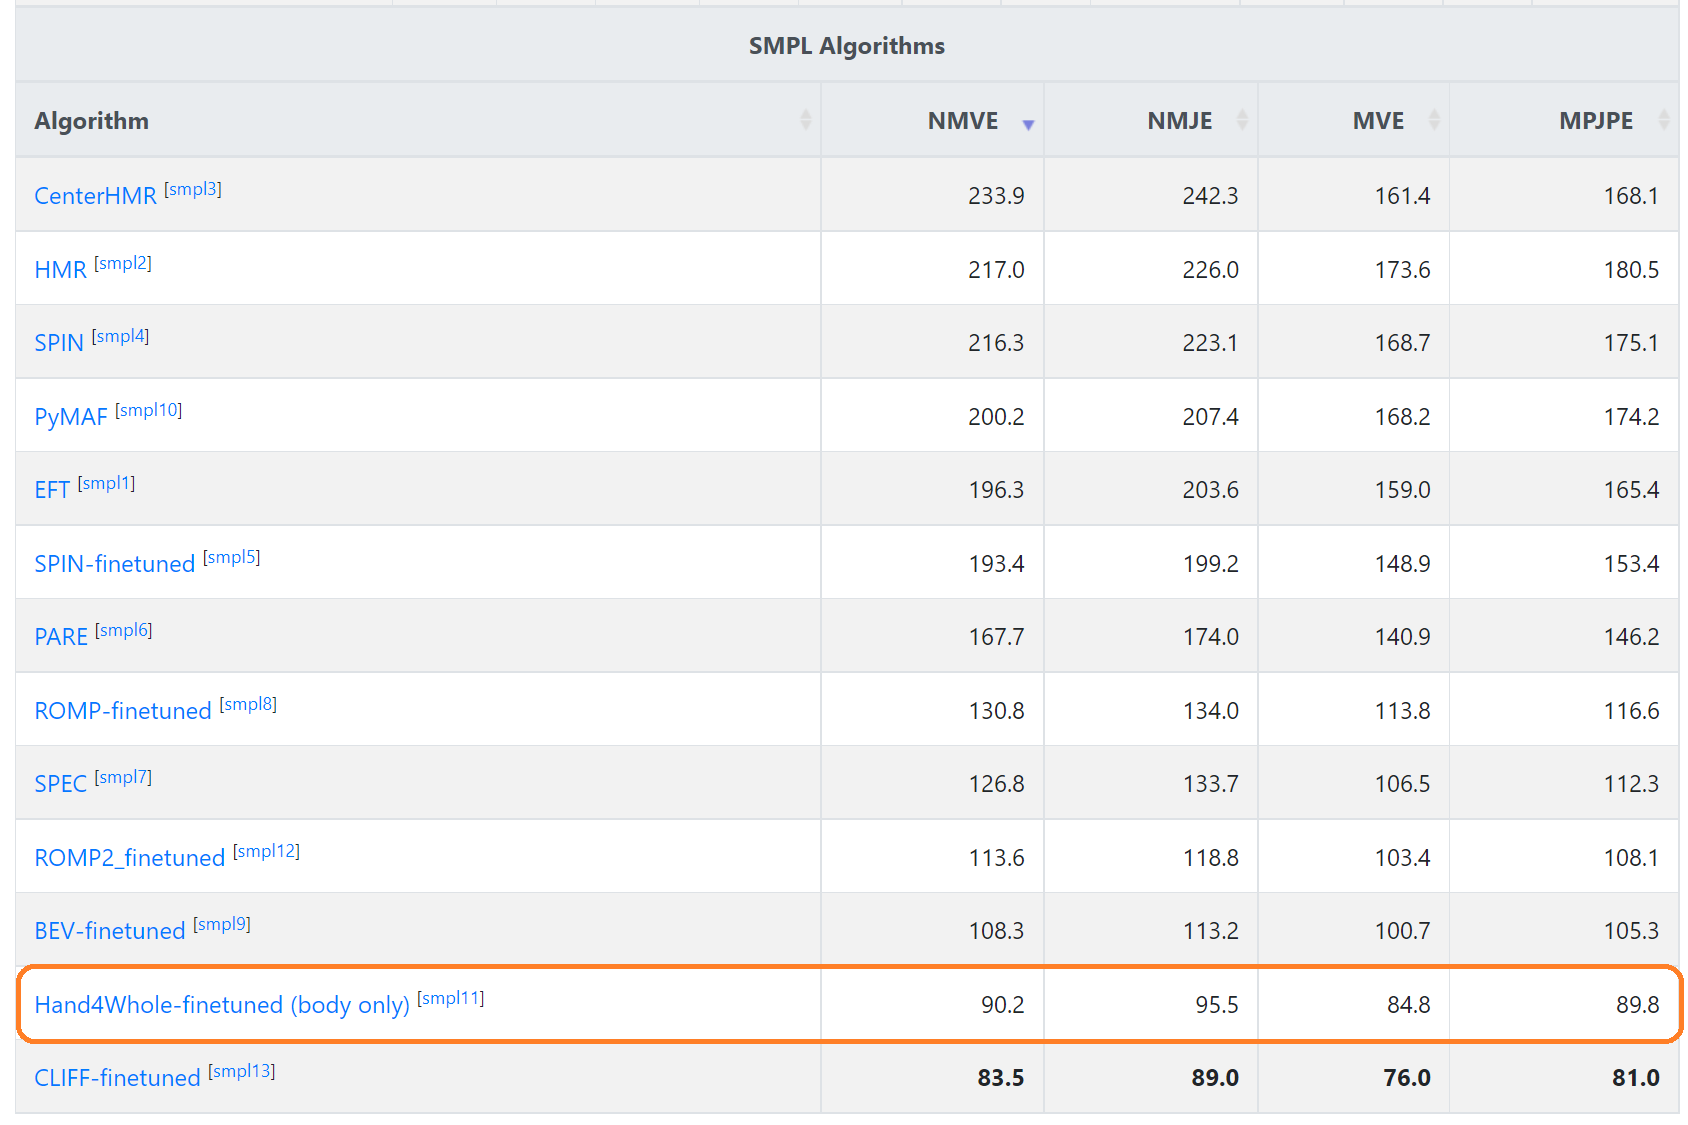 SMPL Algorithms
Algorithm NMVE NMJE MVE MPJPE
CenterHMR [smpl3] 233.9 242.3 161.4 168.1
HMR [smpl2] 217.0 226.0 173.6 180.5
SPIN [smpl4] 216.3 223.1 168.7 175.1
PyMAF [smpl10] 200.2 207.4 168.2 174.2
EFT [smpl1] 196.3 203.6 159.0 165.4
SPIN-finetuned [smpl5] 193.4 199.2 148.9 153.4
PARE [smpl6] 167.7 174.0 140.9 146.2
ROMP-finetuned [smpl8] 130.8 134.0 113.8 116.6
SPEC [smpl7] 126.8 133.7 106.5 112.3
ROMP2_finetuned [smpl12] 113.6 118.8 103.4 108.1
BEV-finetuned [smpl9] 108.3 113.2 100.7 105.3
Hand4Whole-finetuned (body only) [smpl11] 90.2 95.5 84.8 89.8
CLIFF-finetuned [smpl13] 83.5 89.0 76.0 81.0